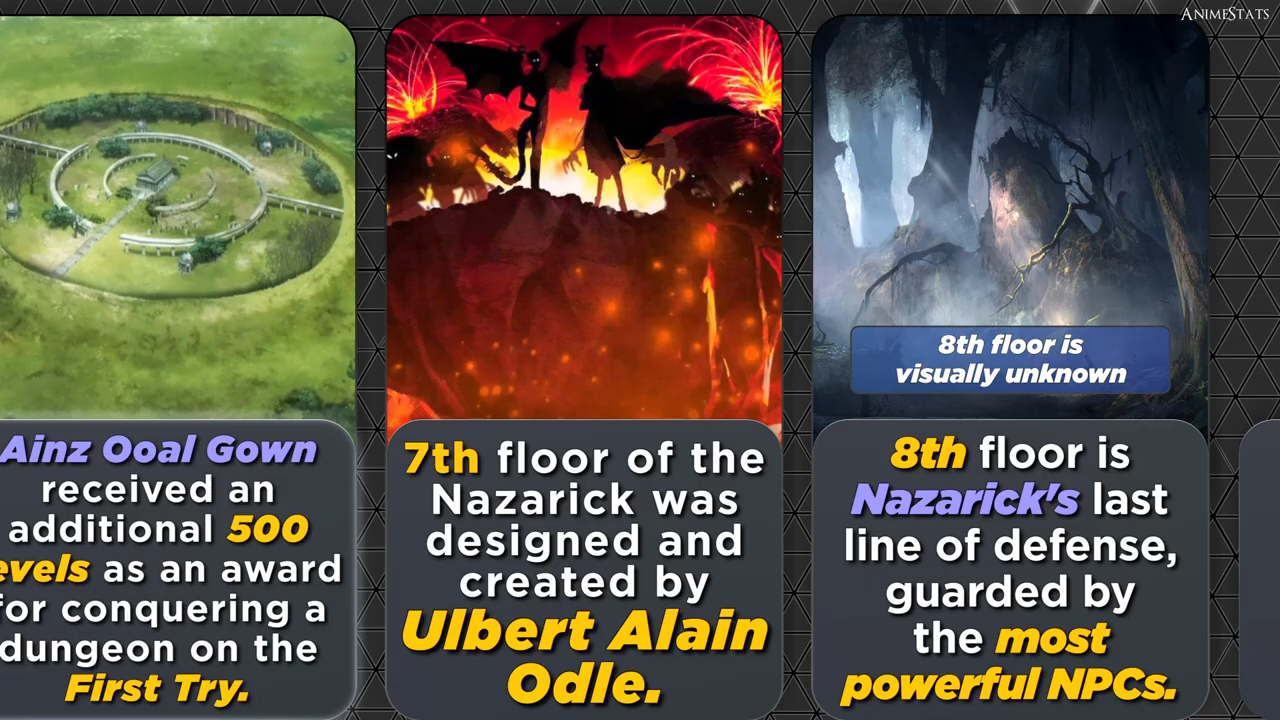 ANIMESTATS
Ainz Ooal Gown
received an
additional 500
evels as an award
for conquering a
dungeon on the
First Try.
7th floor of the
Nazarick was
designed and
created by
Ulbert Alain
Odle.
8th floor is
visually unknown
8th floor is
Nazarick's last
line of defense,
guarded by
the most
powerful NPCs.